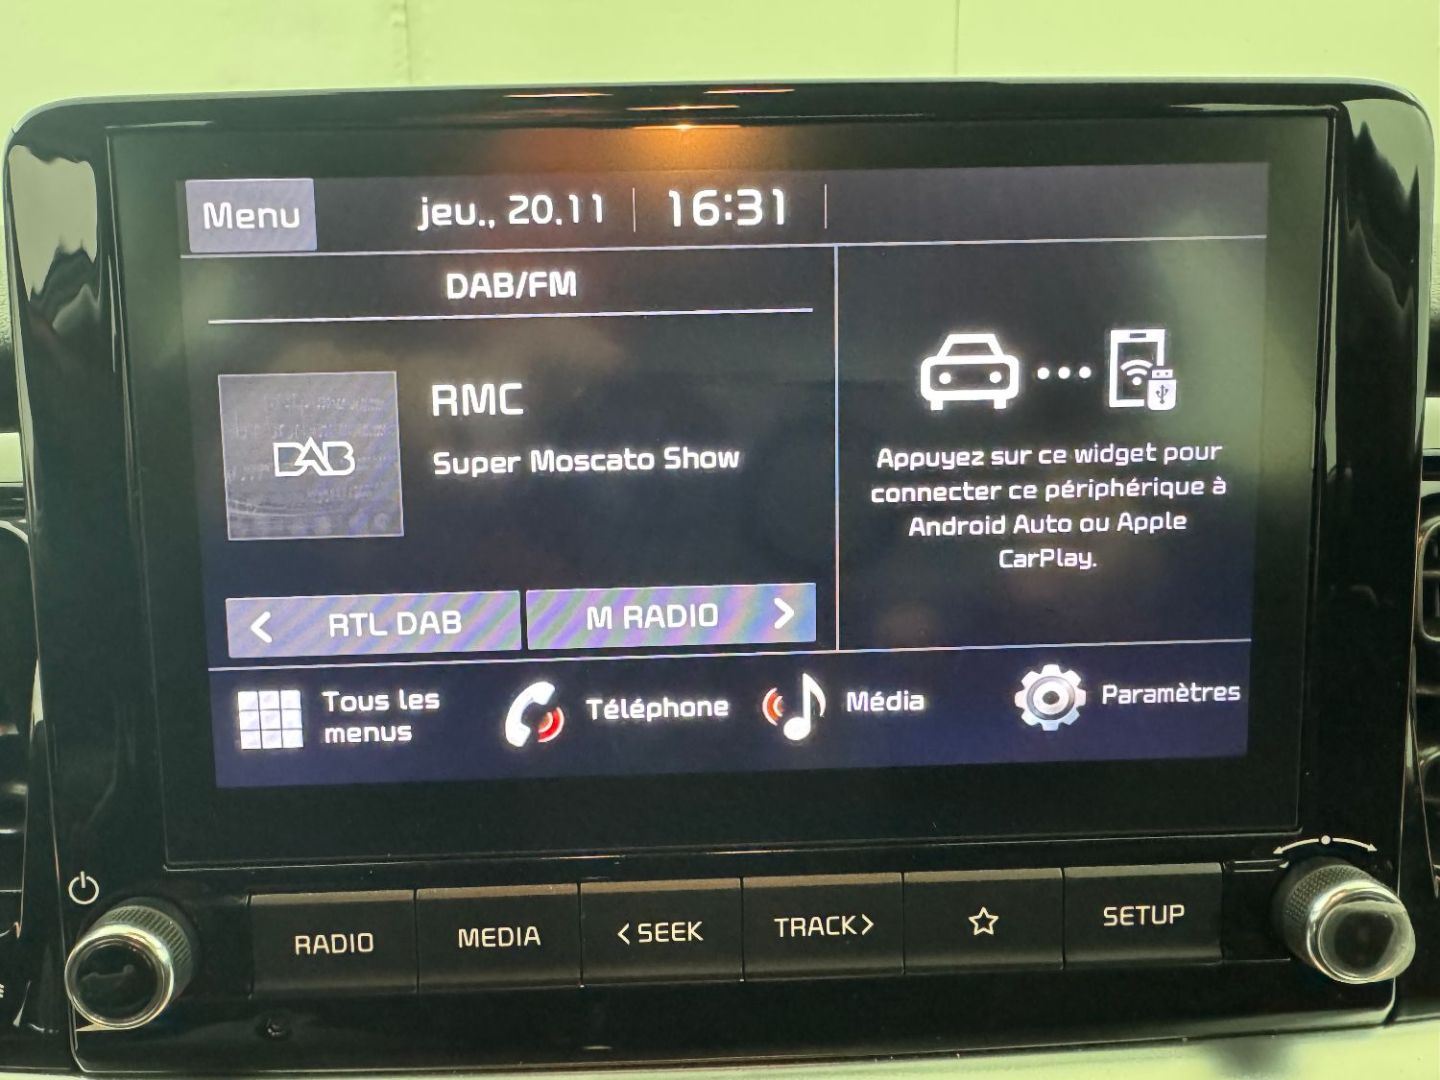 Menu
jeu., 20.11
16:31
DAB/FM
DAB
RMC
Super Moscato Show
RTL DAB
M RADIO
Appuyez sur ce widget pour
connecter ce périphérique à
Android Auto ou Apple
CarPlay.
Tous les
menus
Téléphone
Média
Paramètres
RADIO
MEDIA
<SEEK
TRACK>
SETUP